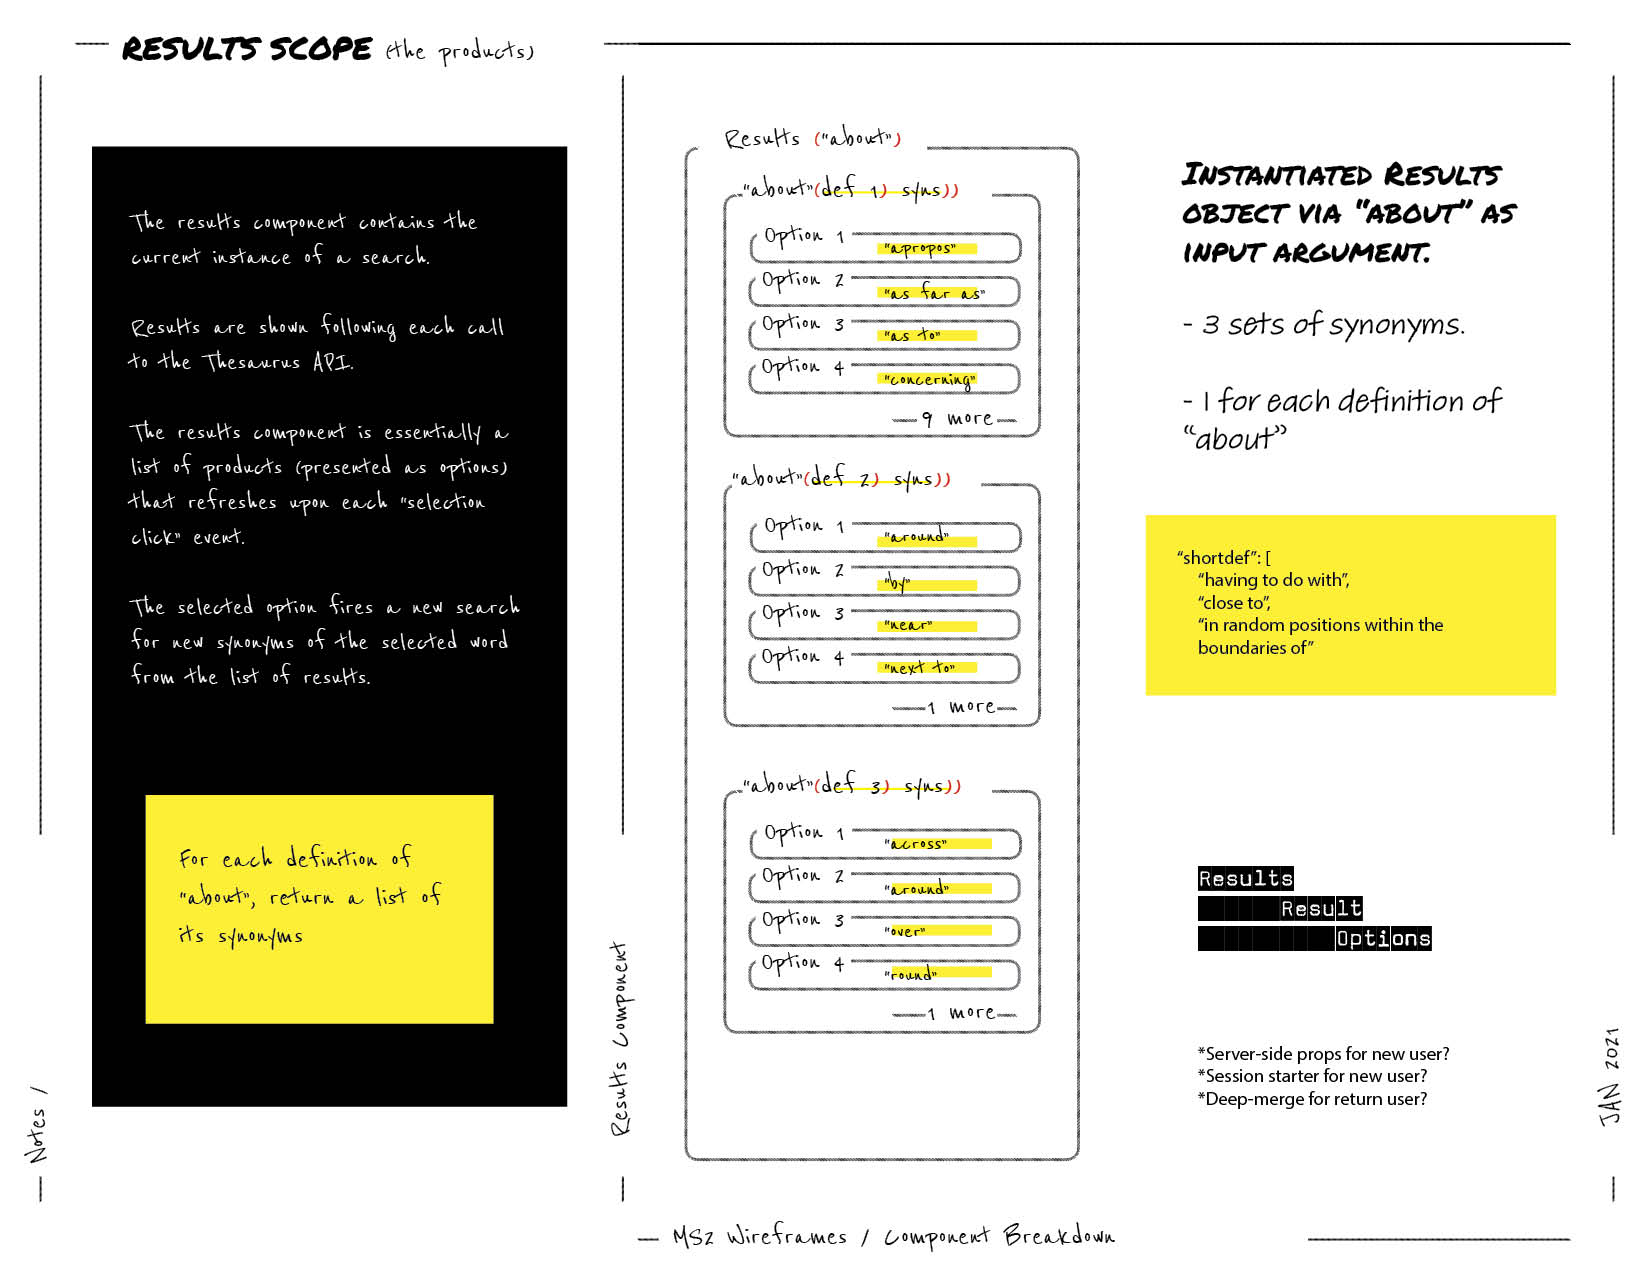 RESULTS SCOPE (the products)
The results component contains the
current instance of a search.
Results are shown following each call
to the Thesaurus API.
The results component is essentially a
list of products (presented as options)
that refreshes upon each "selection
click" event.
The selected option fires a new search
for new synonyms of the selected word
from the list of results.
For each definition of
"about", return a list of
its synonyms
Notes /
Results Component
Results ("about")
"about"(def 1) syns))
Option 1 "apropos"
Option 2 "as far as"
Option 3 "as to"
Option 4 "concerning"
9 more
"about"(def 2) syns))
Option 1 "around"
Option 2 "by"
Option 3 "near"
Option 4 "next to"
1 more
"about"(def 3) syns))
Option 1 "across"
Option 2 "around"
Option 3 "over"
Option 4 "round"
1 more
INSTANTIATED RESULTS
OBJECT VIA "ABOUT" AS
INPUT ARGUMENT.
- 3 sets of synonyms.
- 1 for each definition of
"about"
"shortdef": [
"having to do with",
"close to",
"in random positions within the
boundaries of"
Results
Result
Options
*Server-side props for new user?
*Session starter for new user?
*Deep-merge for return user?
JAN 2021
MS2 Wireframes / Component Breakdown